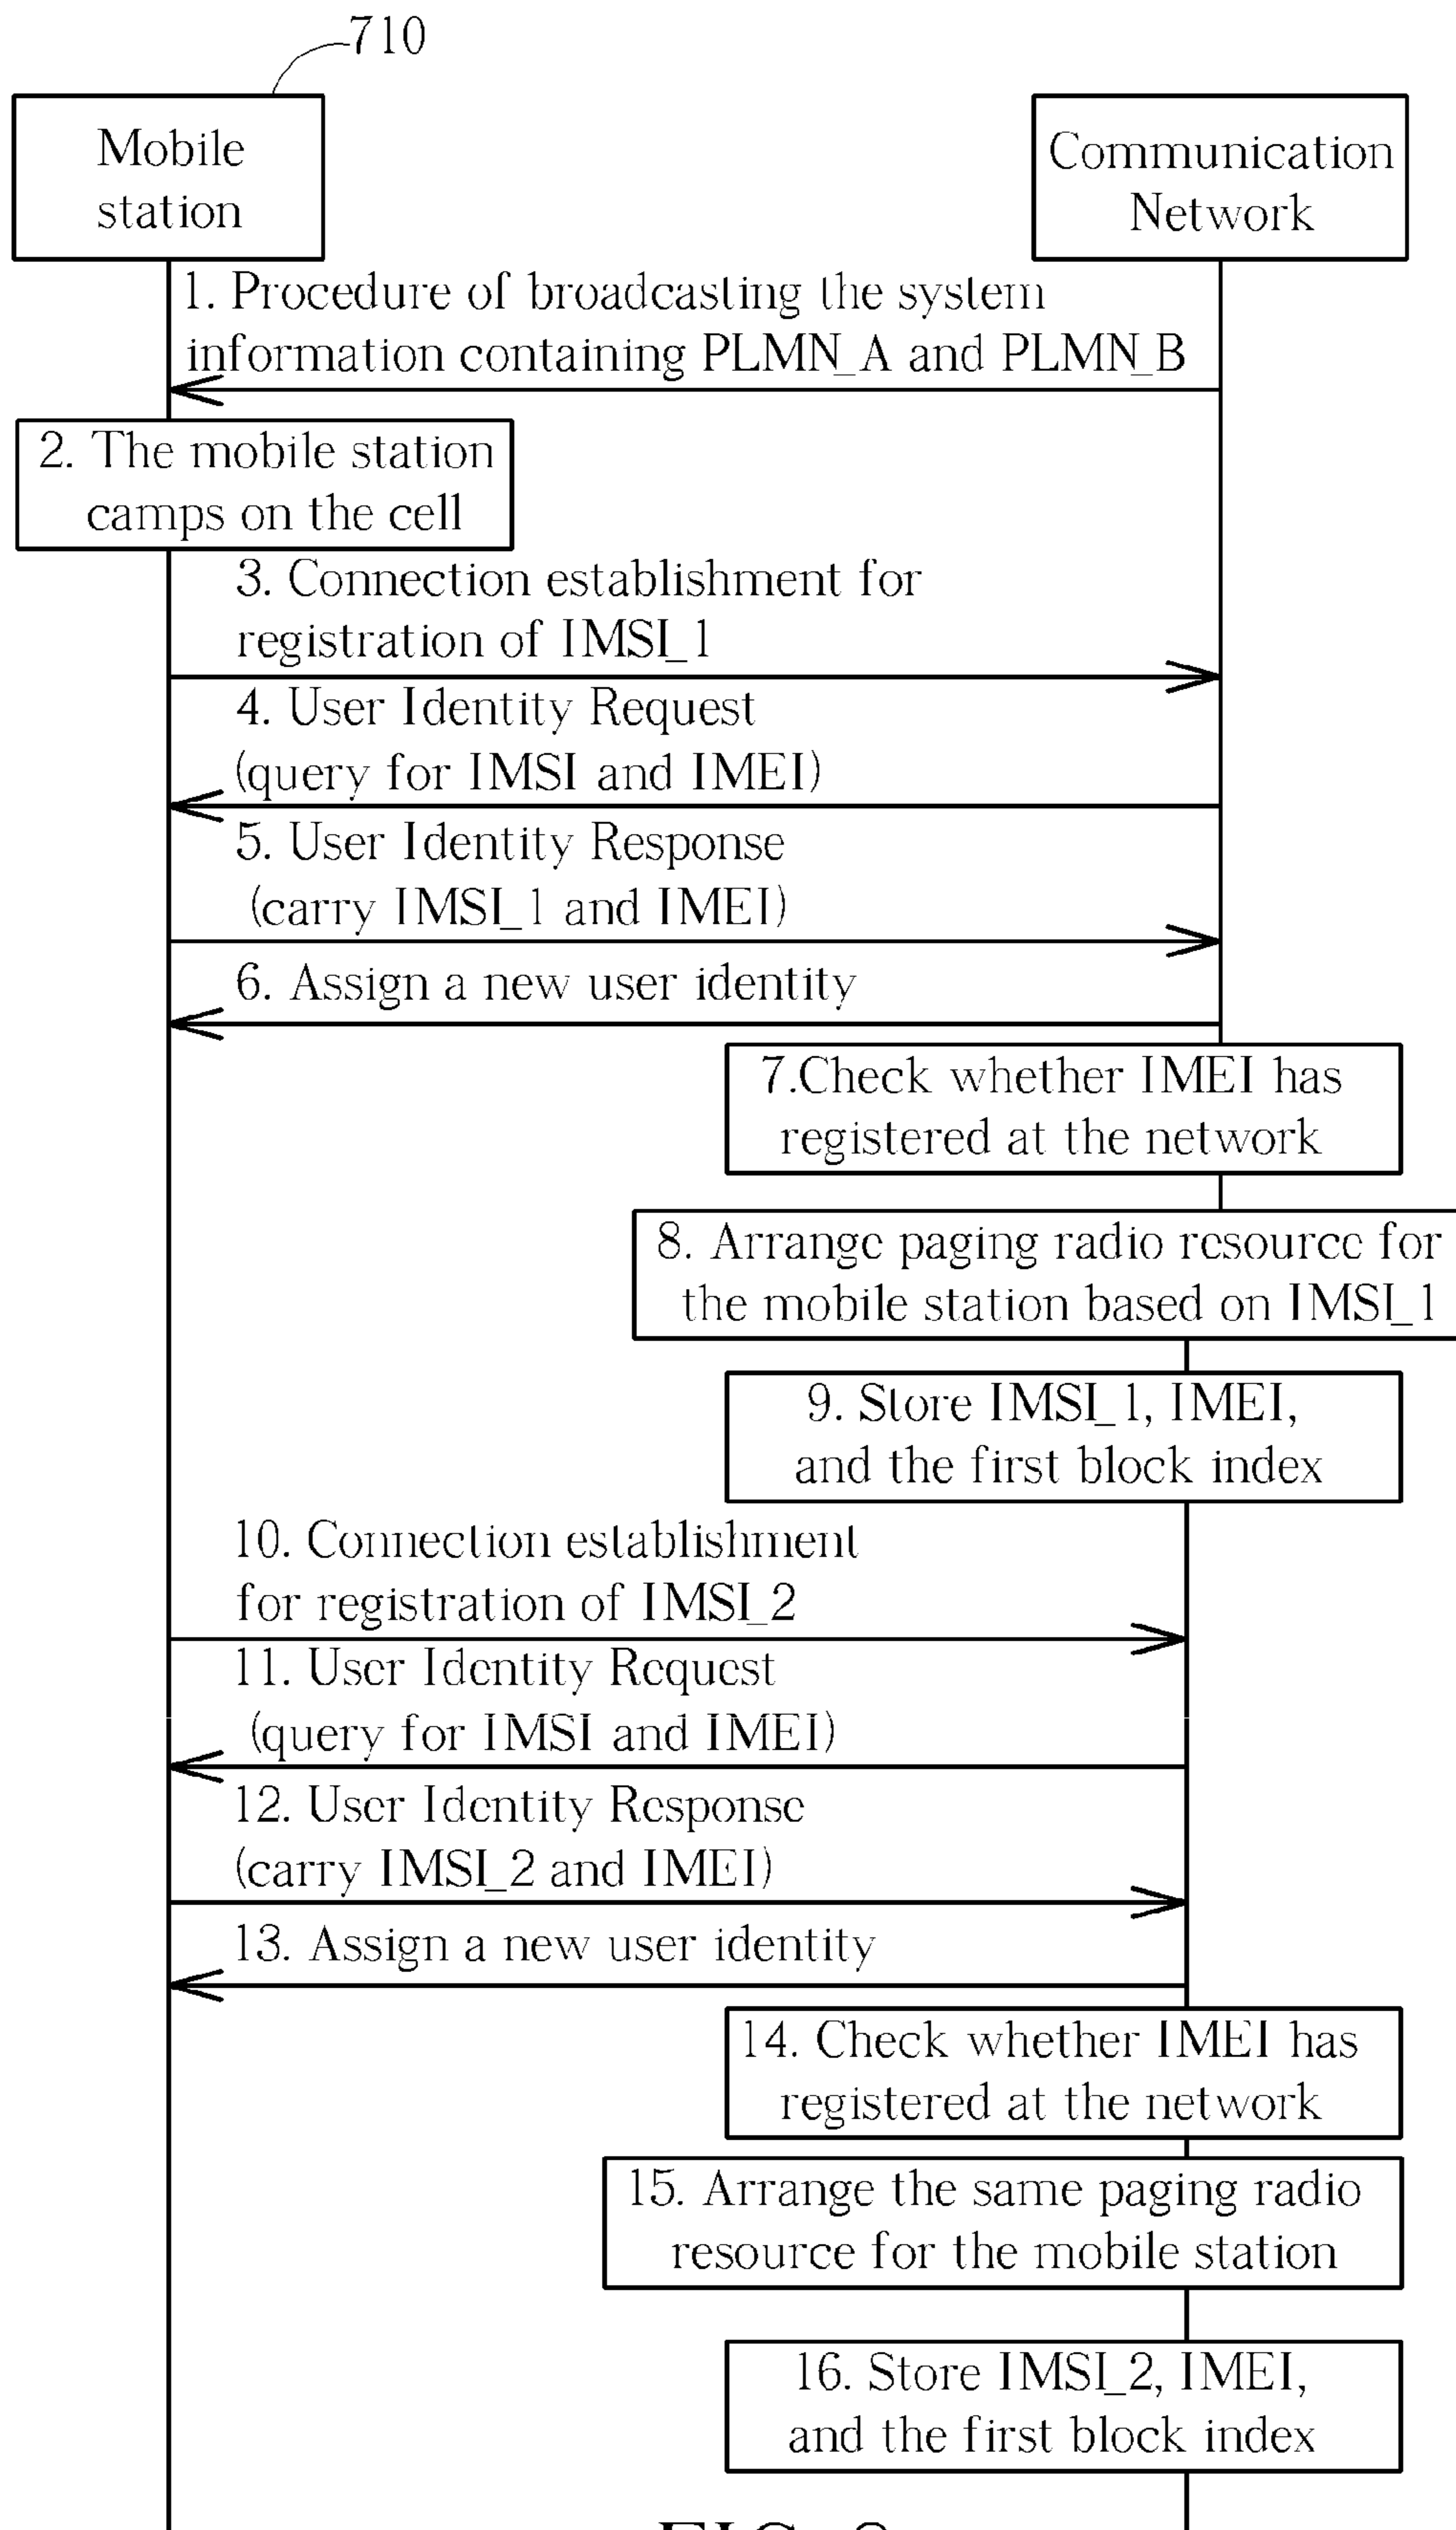 710
Mobile
station
Communication
Network
1. Procedure of broadcasting the system
information containing PLMN_A and PLMN_B
2. The mobile station
camps on the cell
3. Connection establishment for
registration of IMSI_1
4. User Identity Request
(query for IMSI and IMEI)
5. User Identity Response
(carry IMSI_1 and IMEI)
6. Assign a new user identity
7.Check whether IMEI has
registered at the network
8. Arrange paging radio resource for
the mobile station based on IMSI_1
9. Store IMSI_1, IMEI,
and the first block index
10. Connection establishment
for registration of IMSI_2
11. User Identity Request
(query for IMSI and IMEI)
12. User Identity Response
(carry IMSI_2 and IMEI)
13. Assign a new user identity
14. Check whether IMEI has
registered at the network
15. Arrange the same paging radio
resource for the mobile station
16. Store IMSI_2, IMEI,
and the first block index